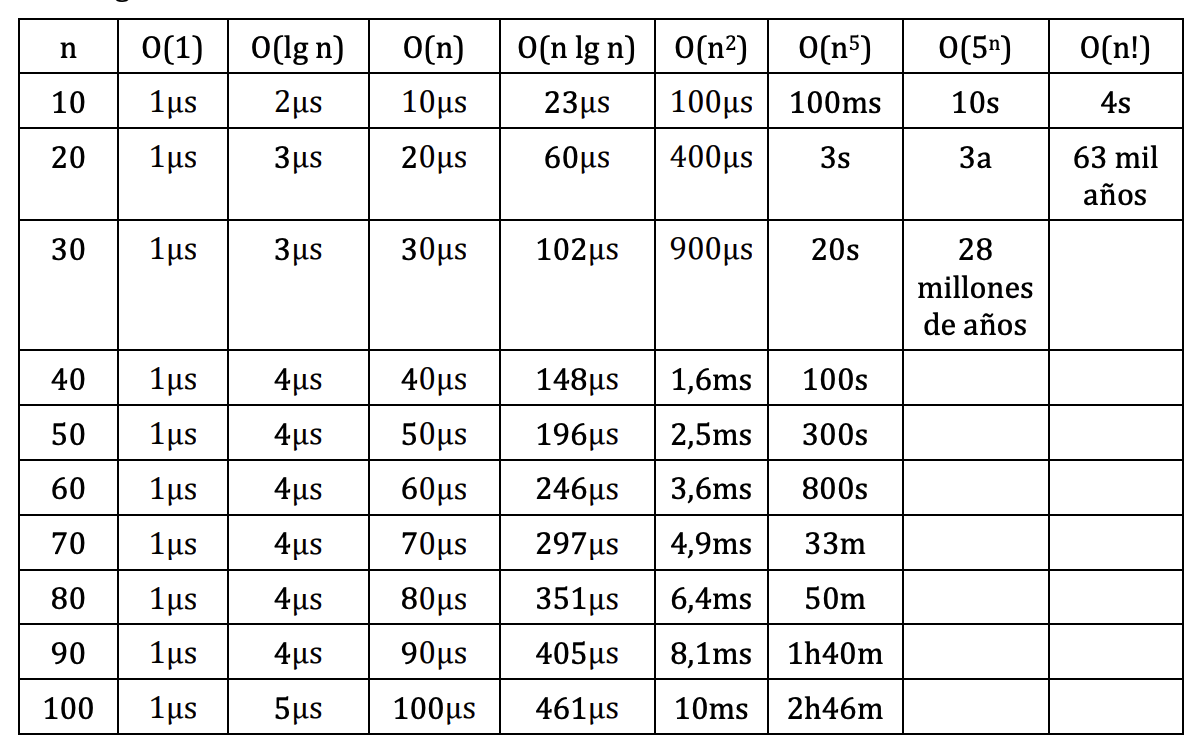 n O(1) O(lg n) O(n) O(n lg n) O(n²) O(n⁵) O(5ⁿ) O(n!)
10 1μs 2μs 10μs 23μs 100μs 100ms 10s 4s
20 1μs 3μs 20μs 60μs 400μs 3s 3a 63 mil
años
30 1μs 3μs 30μs 102μs 900μs 20s 28
millones
de años
40 1μs 4μs 40μs 148μs 1,6ms 100s
50 1μs 4μs 50μs 196μs 2,5ms 300s
60 1μs 4μs 60μs 246μs 3,6ms 800s
70 1μs 4μs 70μs 297μs 4,9ms 33m
80 1μs 4μs 80μs 351μs 6,4ms 50m
90 1μs 4μs 90μs 405μs 8,1ms 1h40m
100 1μs 5μs 100μs 461μs 10ms 2h46m